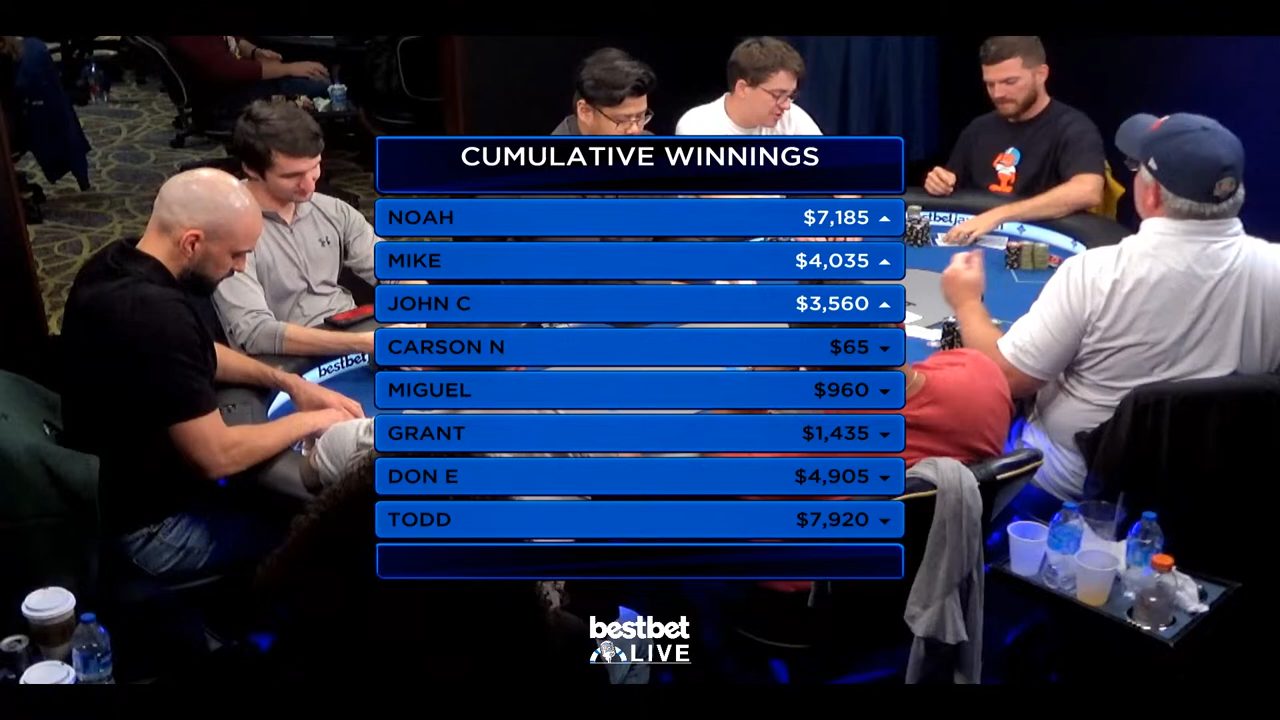 CUMULATIVE WINNINGS
NOAH $7,185
MIKE $4,035
JOHN C $3,560
CARSON N $65
MIGUEL $960
GRANT $1,435
DON E $4,905
TODD $7,920
bestbet
bestbet
LIVE